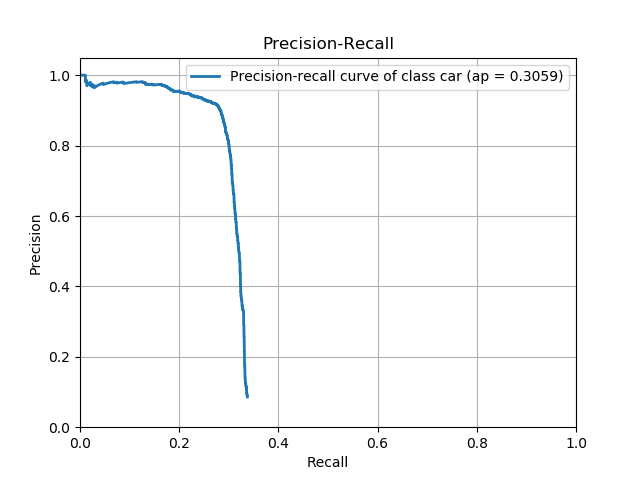 Precision-Recall
Precision-recall curve of class car (ap = 0.3059)
1.0
0.8
0.6
0.4
0.2
0.0
Precision
0.0 0.2 0.4 0.6 0.8 1.0
Recall